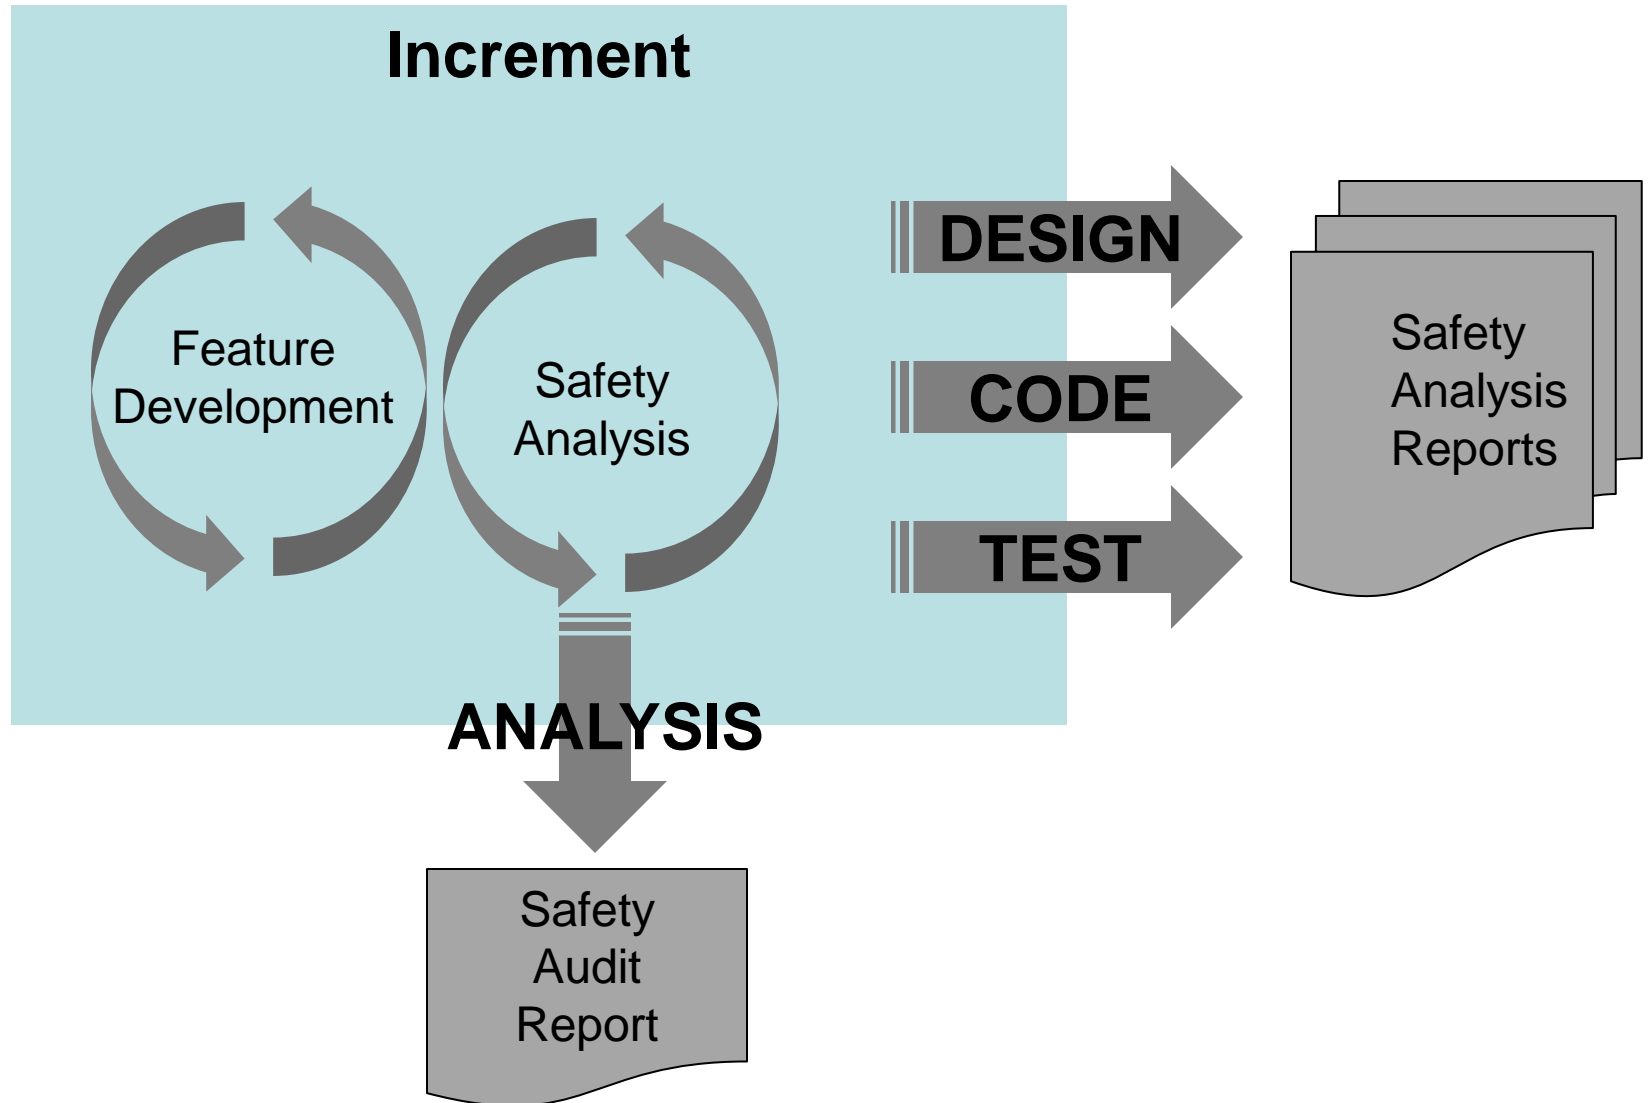 Increment
Feature
Development
Safety
Analysis
DESIGN
CODE
TEST
Safety
Analysis
Reports
ANALYSIS
Safety
Audit
Report